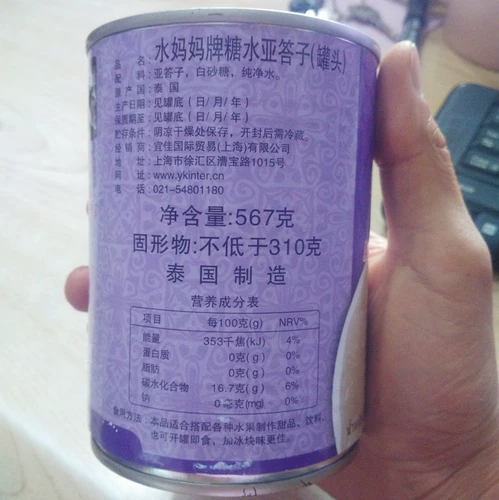 品 名:水妈妈牌糖水亚答子(罐头)
配 料:亚答子，白砂糖，纯净水。
原 产 国:泰 国
生产日期:见罐底（日/月/年）
保质期至:见罐底（日/月/年）
贮存条件:阴凉干燥处保存，开封后需冷藏。
经 销 商:宜佳国际贸易(上海)有限公司
地 址:上海市徐汇区漕宝路1015号
网 址:www.ykinter.cn
电 话:021-54801180
净含量:567克
固形物:不低于310克
泰国制造
营养成分表
项目 每100克(g) NRV%
能量 353千焦(kJ) 4%
蛋白质 0克(g) 0%
脂肪 0克(g) 0%
碳水化合物 16.7克(g) 6%
钠 0毫克(mg) 0%
食用方法:本品适合搭配各种水果制作甜品、饮料，
也可开罐即食，加冰烧味更佳。